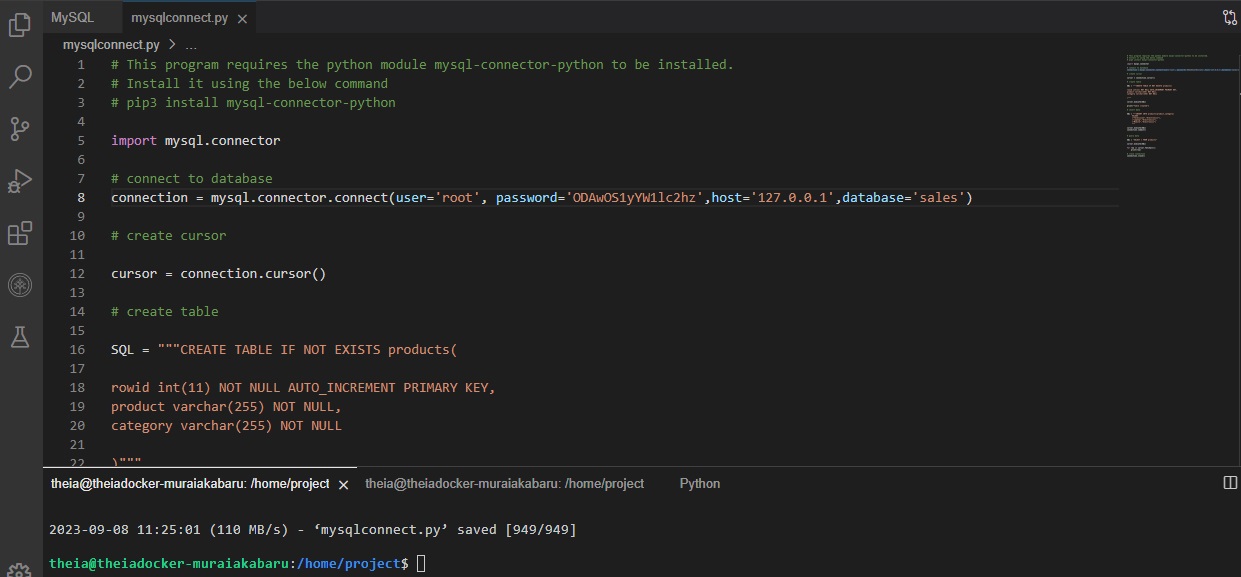 MySQL
mysqlconnect.py ×
mysqlconnect.py > ...
1 # This program requires the python module mysql-connector-python to be installed.
2 # Install it using the below command
3 # pip3 install mysql-connector-python
4
5 import mysql.connector
6
7 # connect to database
8 connection = mysql.connector.connect(user='root', password='ODAwOS1yYW1lc2hz',host='127.0.0.1',database='sales')
9
10 # create cursor
11
12 cursor = connection.cursor()
13
14 # create table
15
16 SQL = """CREATE TABLE IF NOT EXISTS products(
17
18 rowid int(11) NOT NULL AUTO_INCREMENT PRIMARY KEY,
19 product varchar(255) NOT NULL,
20 category varchar(255) NOT NULL
21
22 )"""
theia@theiadocker-muraiakabaru: /home/project × theia@theiadocker-muraiakabaru: /home/project Python
2023-09-08 11:25:01 (110 MB/s) - ‘mysqlconnect.py’ saved [949/949]
theia@theiadocker-muraiakabaru:/home/project$